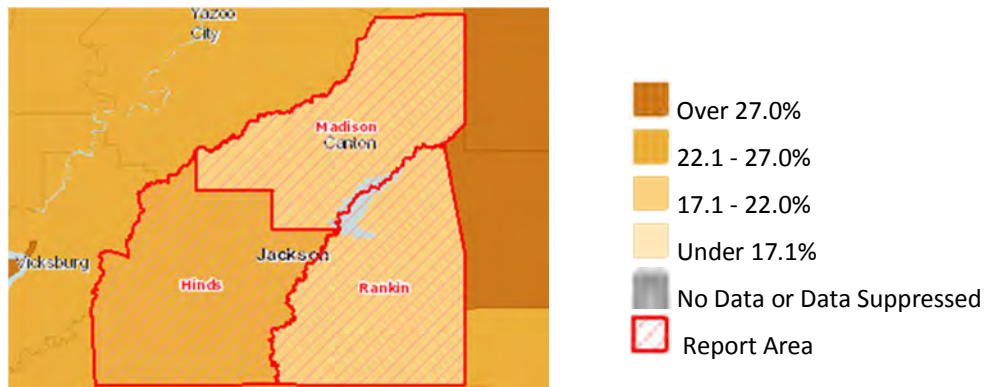 Yazoo
City
Madison
Canton
Vicksburg
Jackson
Hinds
Rankin
Over 27.0%
22.1 - 27.0%
17.1 - 22.0%
Under 17.1%
No Data or Data Suppressed
Report Area